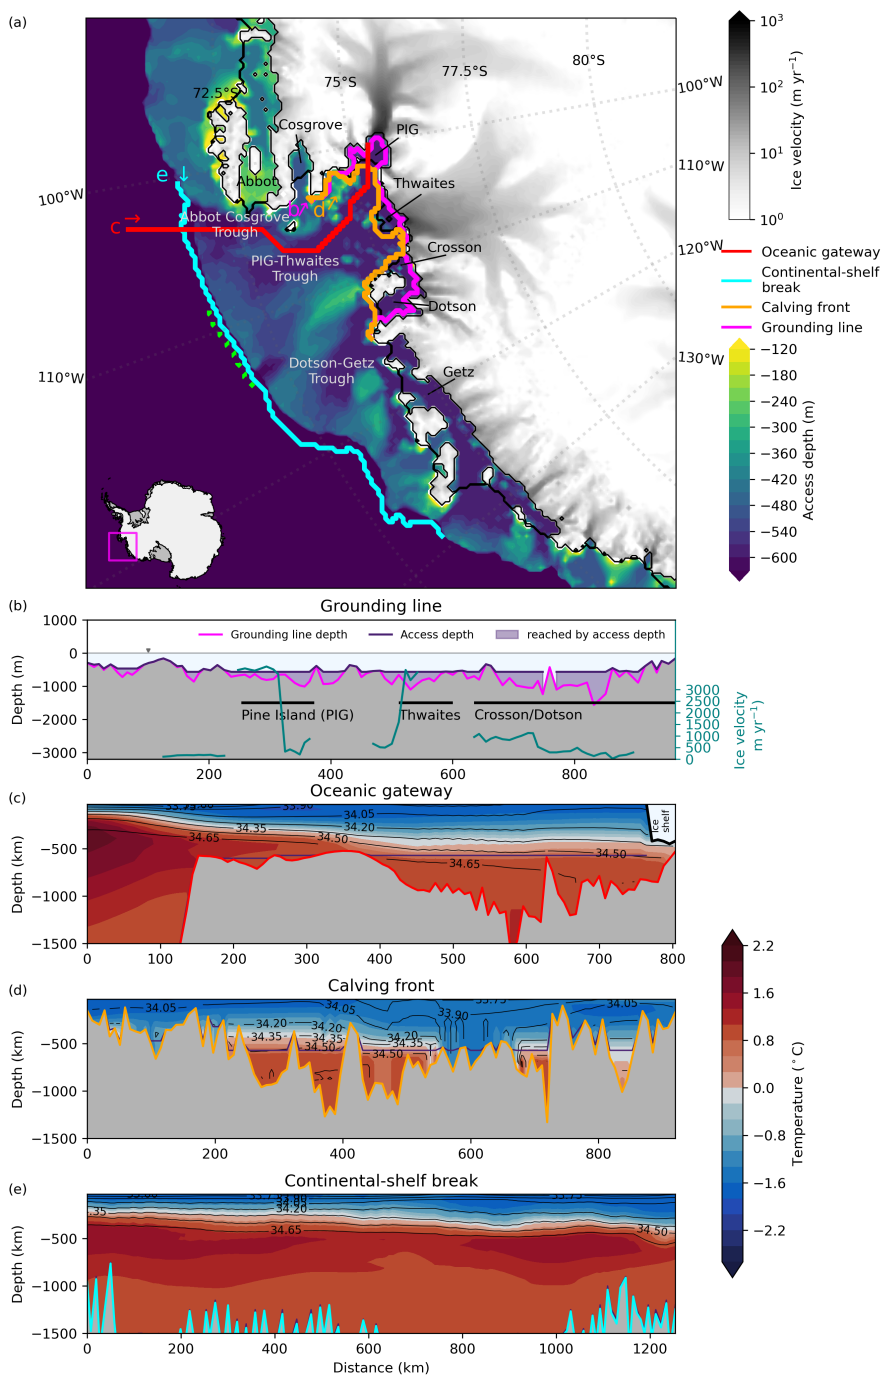 (a)
72.5°S
75°S
77.5°S
80°S
100°W
110°W
120°W
130°W
100°W
110°W
Cosgrove
PIG
Abbot
Thwaites
Crosson
Dotson
Getz
e ↓
c →
b
d
Abbot Cosgrove
Trough
PIG-Thwaites
Trough
Dotson-Getz
Trough
10³
10²
10¹
10⁰
Ice velocity (m yr⁻¹)
Oceanic gateway
Continental-shelf
break
Calving front
Grounding line
−120
−180
−240
−300
−360
−420
−480
−540
−600
Access depth (m)
(b)
Grounding line
1000
0
−1000
−2000
−3000
Depth (m)
Grounding line depth
Access depth
reached by access depth
Pine Island (PIG)
Thwaites
Crosson/Dotson
3000
2500
2000
1500
1000
500
0
Ice velocity
m yr⁻¹)
0
200
400
600
800
(c)
Oceanic gateway
−500
−1000
−1500
Depth (km)
33.90
34.05
34.20
34.35
34.50
34.65
34.65
34.50
Ice
shelf
0
100
200
300
400
500
600
700
800
(d)
Calving front
−500
−1000
−1500
Depth (km)
34.05
34.20
34.35
34.20
34.35
34.50
34.05
33.90
33.75
34.20
34.35
34.50
34.05
0
200
400
600
800
(e)
Continental-shelf break
−500
−1000
−1500
Depth (km)
.35
34.05
34.20
34.65
33.75
34.50
0
200
400
600
800
1000
1200
Distance (km)
2.2
1.6
0.8
0.0
−0.8
−1.6
−2.2
Temperature (°C)